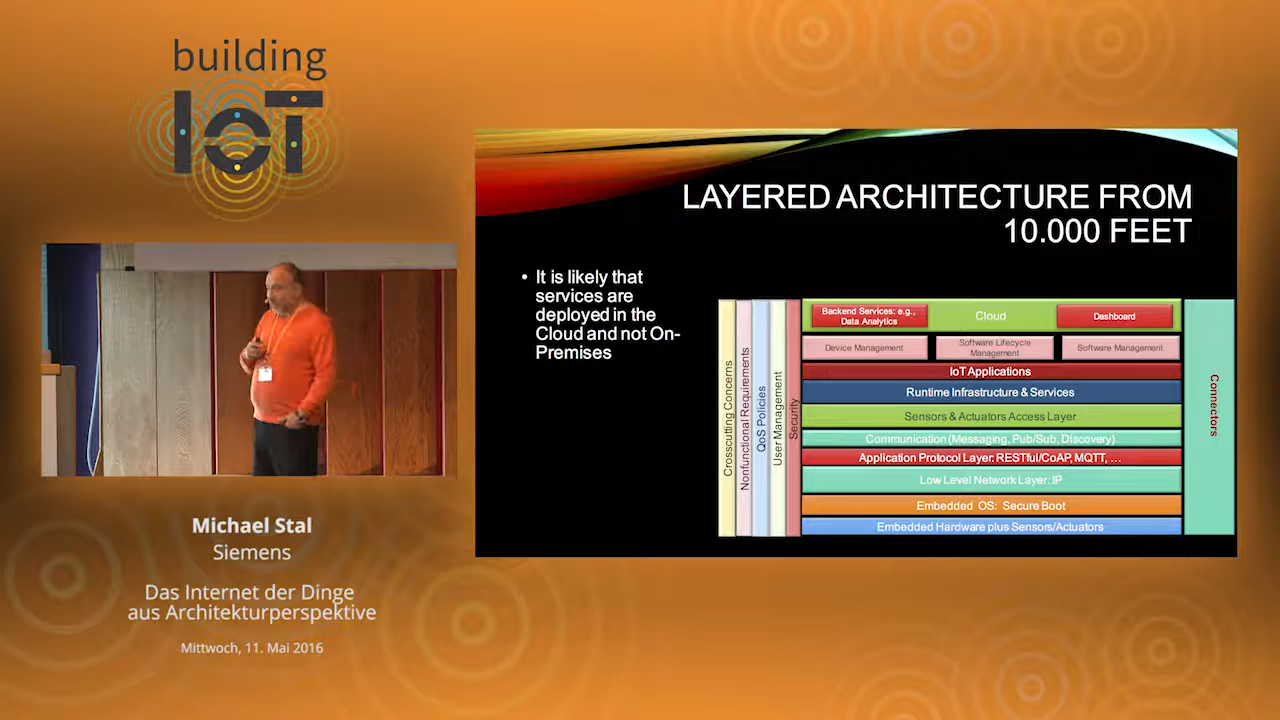 building
IoT
Michael Stal
Siemens
Das Internet der Dinge
aus Architekturperspektive
Mittwoch, 11. Mai 2016
LAYERED ARCHITECTURE FROM
10.000 FEET
• It is likely that
services are
deployed in the
Cloud and not On-
Premises
Crosscutting Concerns
Nonfunctional Requirements
QoS Policies
User Management
Security
Backend Services: e.g.,
Data Analytics
Cloud
Dashboard
Device Management
Software Lifecycle
Management
Software Management
IoT Applications
Runtime Infrastructure & Services
Sensors & Actuators Access Layer
Communication (Messaging, Pub/Sub, Discovery)
Application Protocol Layer: RESTful/CoAP, MQTT, …
Low Level Network Layer: IP
Embedded OS: Secure Boot
Embedded Hardware plus Sensors/Actuators
Connectors